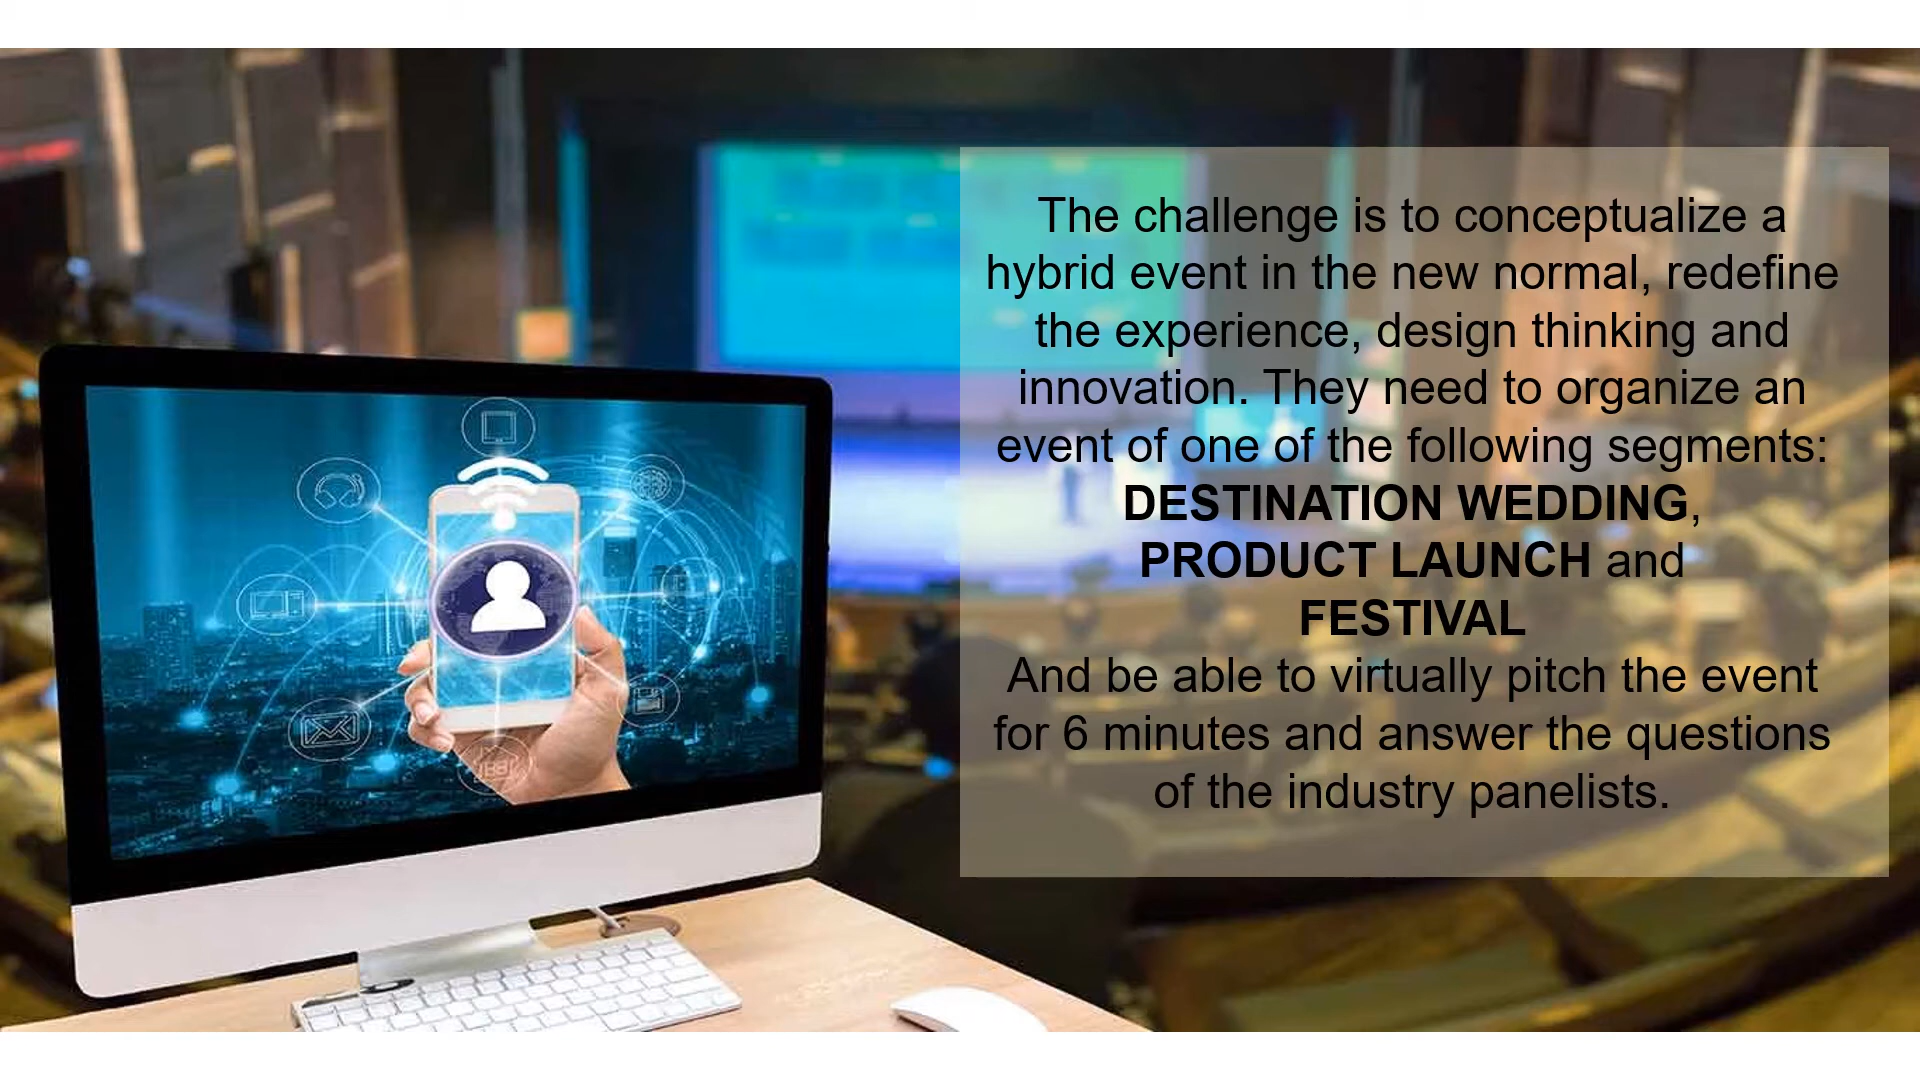 The challenge is to conceptualize a
hybrid event in the new normal, redefine
the experience, design thinking and
innovation. They need to organize an
event of one of the following segments:
DESTINATION WEDDING,
PRODUCT LAUNCH and
FESTIVAL
And be able to virtually pitch the event
for 6 minutes and answer the questions
of the industry panelists.